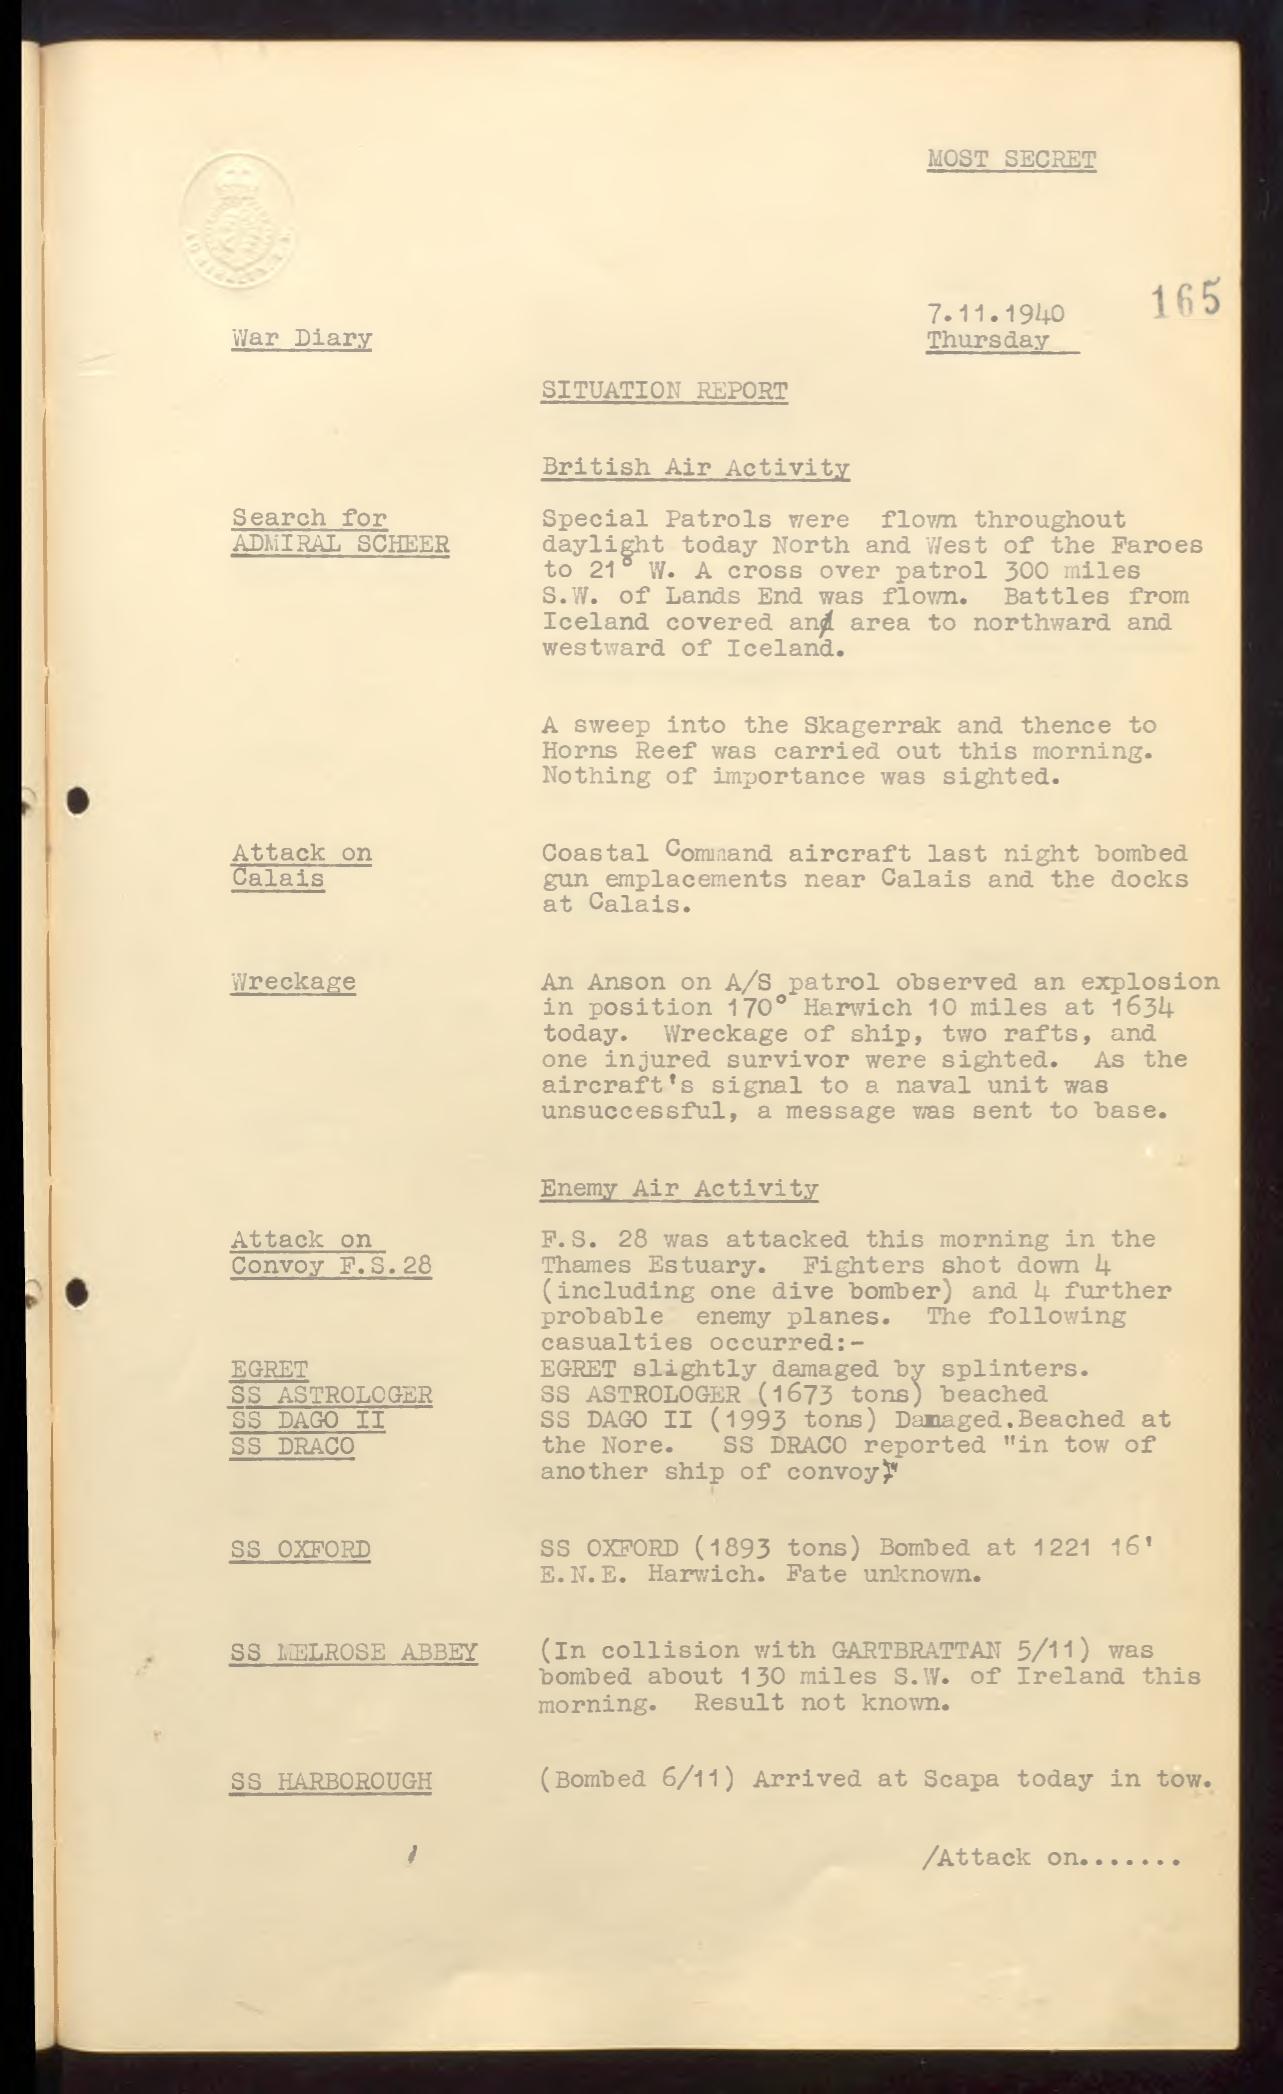 MOST SECRET
165
7.11.1940
War Diary
Thursday
SITUATION REPORT
British Air Activity
Search for
ADMIRAL SCHEER
Special Patrols were flown throughout
daylight today North and West of the Faroes
to 21° W. A cross over patrol 300 miles
S.W. of Lands End was flown. Battles from
Iceland covered an area to northward and
westward of Iceland.
A sweep into the Skagerrak and thence to
Horns Reef was carried out this morning.
Nothing of importance was sighted.
Attack on
Calais
Coastal Command aircraft last night bombed
gun emplacements near Calais and the docks
at Calais.
Wreckage
An Anson on A/S patrol observed an explosion
in position 170° Harwich 10 miles at 1634
today. Wreckage of ship, two rafts, and
one injured survivor were sighted. As the
aircraft's signal to a naval unit was
unsuccessful, a message was sent to base.
Enemy Air Activity
Attack on
Convoy F.S.28
F.S. 28 was attacked this morning in the
Thames Estuary. Fighters shot down 4
(including one dive bomber) and 4 further
probable enemy planes. The following
casualties occurred:-
EGRET
EGRET slightly damaged by splinters.
SS ASTROLOGER
SS ASTROLOGER (1673 tons) beached
SS DAGO II
SS DAGO II (1993 tons) Damaged.Beached at
SS DRACO
the Nore. SS DRACO reported "in tow of
another ship of convoy"
SS OXFORD
SS OXFORD (1893 tons) Bombed at 1221 16'
E.N.E. Harwich. Fate unknown.
SS MELROSE ABBEY
(In collision with GARTBRATTAN 5/11) was
bombed about 130 miles S.W. of Ireland this
morning. Result not known.
SS HARBOROUGH
(Bombed 6/11) Arrived at Scapa today in tow.
/Attack on.......